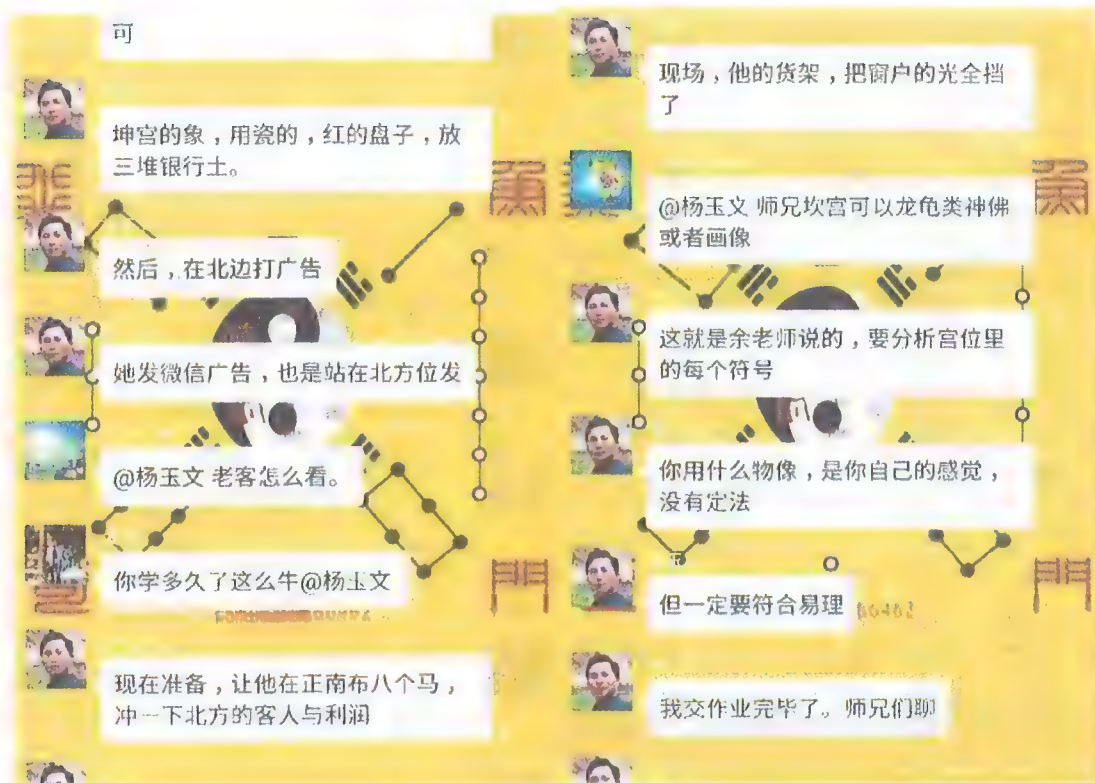 可
坤宫的象，用瓷的，红的盘子，放
三堆银行土。
然后，在北边打广告
她发微信广告，也是站在北方位发
@杨玉文 老客怎么看。
你学多久了这么牛@杨玉文
现在准备，让他在正南布八个马，
冲一下北方的客人与利润
門
现场，他的货架，把窗户的光全挡
了
@杨玉义 师兄坎宫可以龙龟类神佛
或者画像
这就是余老师说的，要分析宫位里
的每个符号
你用什么物像，是你自己的感觉，
没有定法
但一定要符合易理
我交作业完毕了。师兄们聊
門